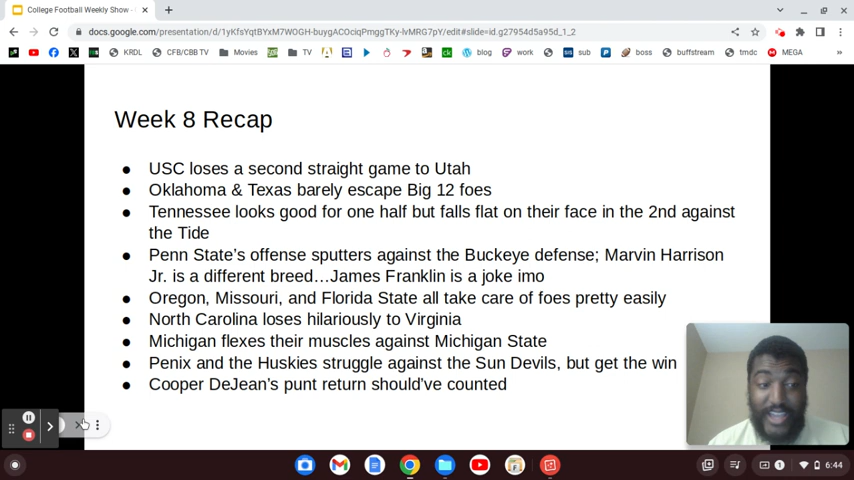 College Football Weekly Show -
docs.google.com/presentation/d/1yKfsYqtBYxM7WOGH-buygACOciqPmggTKy-lvMRG7pY/edit#slide=id.g27954d5a95d_1_2
KRDL CFB/CBB TV Movies TV blog work sub boss buffstream tmdc MEGA
Week 8 Recap
● USC loses a second straight game to Utah
● Oklahoma & Texas barely escape Big 12 foes
● Tennessee looks good for one half but falls flat on their face in the 2nd against
the Tide
● Penn State’s offense sputters against the Buckeye defense; Marvin Harrison
Jr. is a different breed…James Franklin is a joke imo
● Oregon, Missouri, and Florida State all take care of foes pretty easily
● North Carolina loses hilariously to Virginia
● Michigan flexes their muscles against Michigan State
● Penix and the Huskies struggle against the Sun Devils, but get the win
● Cooper DeJean’s punt return should’ve counted
6:44